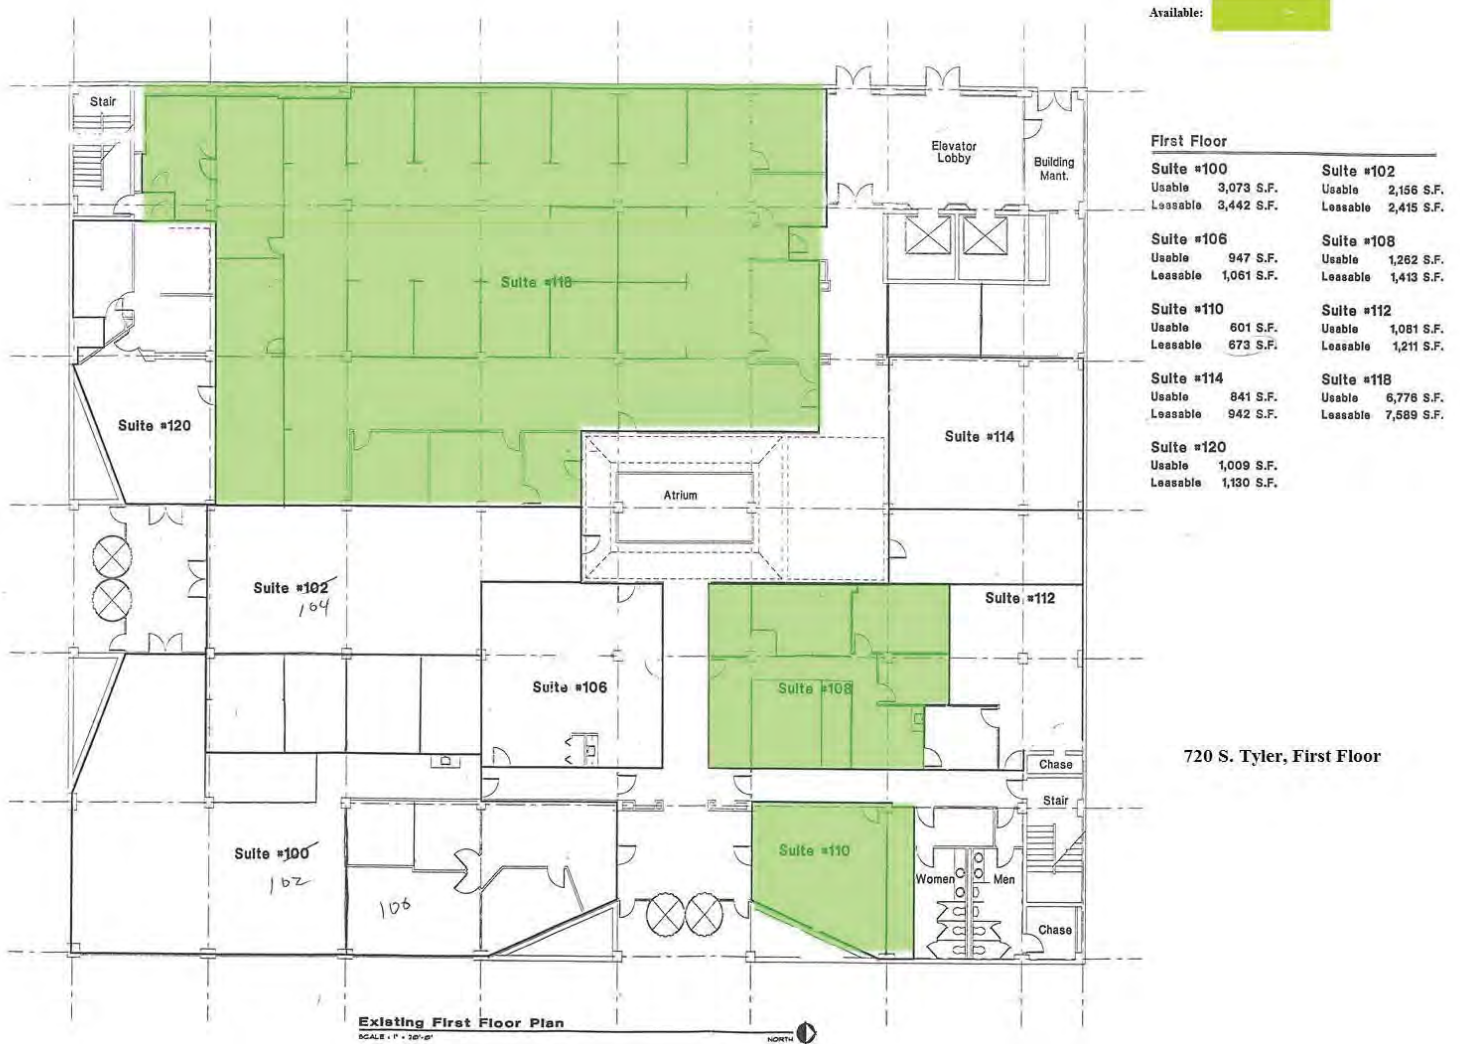 Available:
Stair
Elevator
Lobby
Building
Mant.
First Floor
Suite #100
Usable 3,073 S.F.
Leasable 3,442 S.F.
Suite #102
Usable 2,156 S.F.
Leasable 2,415 S.F.
Suite #106
Usable 947 S.F.
Leasable 1,061 S.F.
Suite #108
Usable 1,262 S.F.
Leasable 1,413 S.F.
Suite #110
Usable 601 S.F.
Leasable 673 S.F.
Suite #112
Usable 1,081 S.F.
Leasable 1,211 S.F.
Suite #114
Usable 841 S.F.
Leasable 942 S.F.
Suite #118
Usable 6,776 S.F.
Leasable 7,589 S.F.
Suite #120
Usable 1,009 S.F.
Leasable 1,130 S.F.
Suite #118
Suite #120
Suite #114
Atrium
Suite #102
104
Suite #112
Suite #106
Suite #108
720 S. Tyler, First Floor
Chase
Stair
Suite #100
102
106
Suite #110
Women
Men
Chase
Existing First Floor Plan
SCALE : 1" = 20'-0"
NORTH